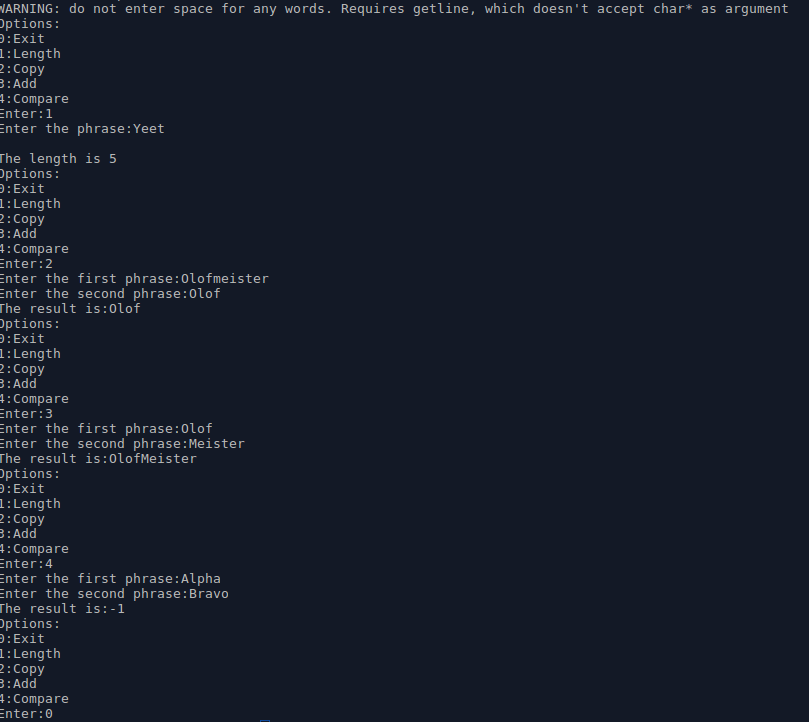 WARNING: do not enter space for any words. Requires getline, which doesn't accept char* as argument
Options:
0:Exit
1:Length
2:Copy
3:Add
4:Compare
Enter:1
Enter the phrase:Yeet

The length is 5
Options:
0:Exit
1:Length
2:Copy
3:Add
4:Compare
Enter:2
Enter the first phrase:Olofmeister
Enter the second phrase:Olof
The result is:Olof
Options:
0:Exit
1:Length
2:Copy
3:Add
4:Compare
Enter:3
Enter the first phrase:Olof
Enter the second phrase:Meister
The result is:OlofMeister
Options:
0:Exit
1:Length
2:Copy
3:Add
4:Compare
Enter:4
Enter the first phrase:Alpha
Enter the second phrase:Bravo
The result is:-1
Options:
0:Exit
1:Length
2:Copy
3:Add
4:Compare
Enter:0